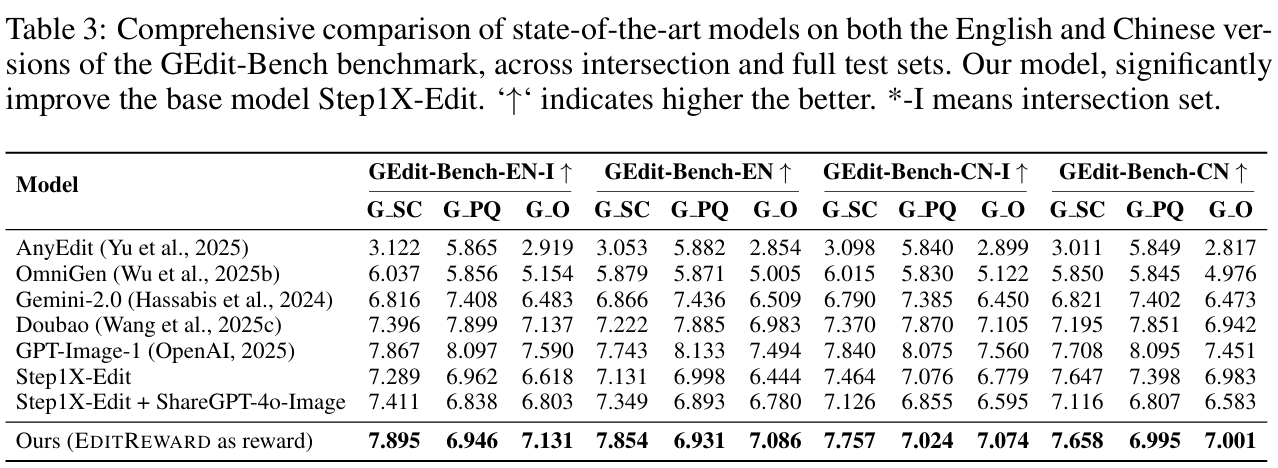 Table 3: Comprehensive comparison of state-of-the-art models on both the English and Chinese ver-
sions of the GEdit-Bench benchmark, across intersection and full test sets. Our model, significantly
improve the base model Step1X-Edit. ‘↑‘ indicates higher the better. *-I means intersection set.
Model GEdit-Bench-EN-I ↑ GEdit-Bench-EN ↑ GEdit-Bench-CN-I ↑ GEdit-Bench-CN ↑
G_SC G_PQ G_O G_SC G_PQ G_O G_SC G_PQ G_O G_SC G_PQ G_O
AnyEdit (Yu et al., 2025) 3.122 5.865 2.919 3.053 5.882 2.854 3.098 5.840 2.899 3.011 5.849 2.817
OmniGen (Wu et al., 2025b) 6.037 5.856 5.154 5.879 5.871 5.005 6.015 5.830 5.122 5.850 5.845 4.976
Gemini-2.0 (Hassabis et al., 2024) 6.816 7.408 6.483 6.866 7.436 6.509 6.790 7.385 6.450 6.821 7.402 6.473
Doubao (Wang et al., 2025c) 7.396 7.899 7.137 7.222 7.885 6.983 7.370 7.870 7.105 7.195 7.851 6.942
GPT-Image-1 (OpenAI, 2025) 7.867 8.097 7.590 7.743 8.133 7.494 7.840 8.075 7.560 7.708 8.095 7.451
Step1X-Edit 7.289 6.962 6.618 7.131 6.998 6.444 7.464 7.076 6.779 7.647 7.398 6.983
Step1X-Edit + ShareGPT-4o-Image 7.411 6.838 6.803 7.349 6.893 6.780 7.126 6.855 6.595 7.116 6.807 6.583
Ours (EDITREWARD as reward) 7.895 6.946 7.131 7.854 6.931 7.086 7.757 7.024 7.074 7.658 6.995 7.001